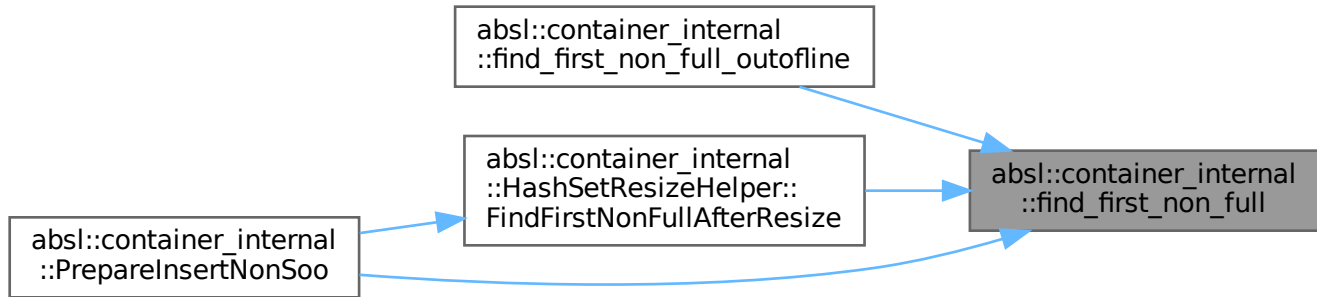 absl::container_internal
::find_first_non_full_outofline
absl::container_internal
::HashSetResizeHelper::
FindFirstNonFullAfterResize
absl::container_internal
::find_first_non_full
absl::container_internal
::PrepareInsertNonSoo